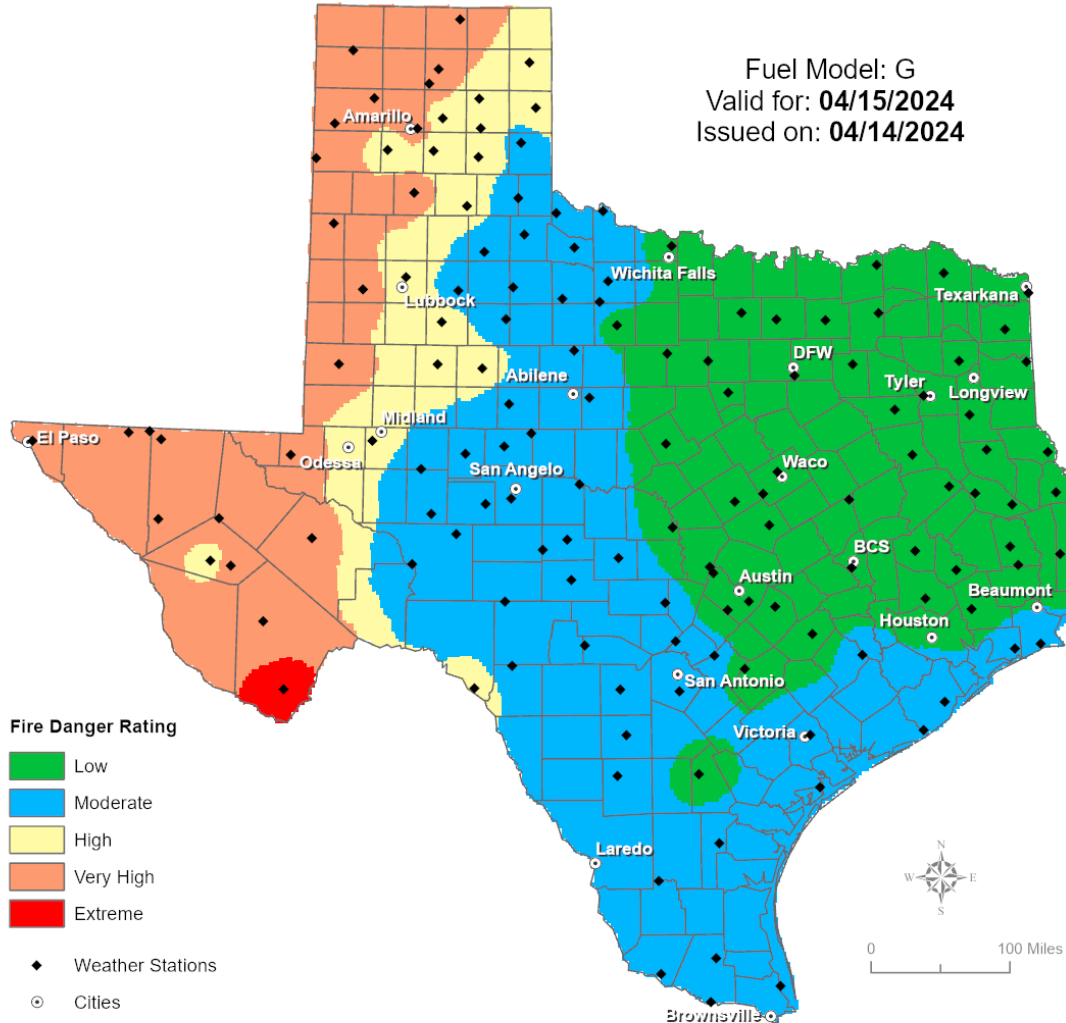 Fuel Model: G
Valid for: 04/15/2024
Issued on: 04/14/2024
Amarillo
Wichita Falls
Lubbock
Texarkana
DFW
Abilene
Tyler
Longview
Midland
El Paso
Odessa
San Angelo
Waco
BCS
Austin
Beaumont
Houston
San Antonio
Victoria
Laredo
Brownsville
Fire Danger Rating
Low
Moderate
High
Very High
Extreme
Weather Stations
Cities
N
W E
S
0 100 Miles